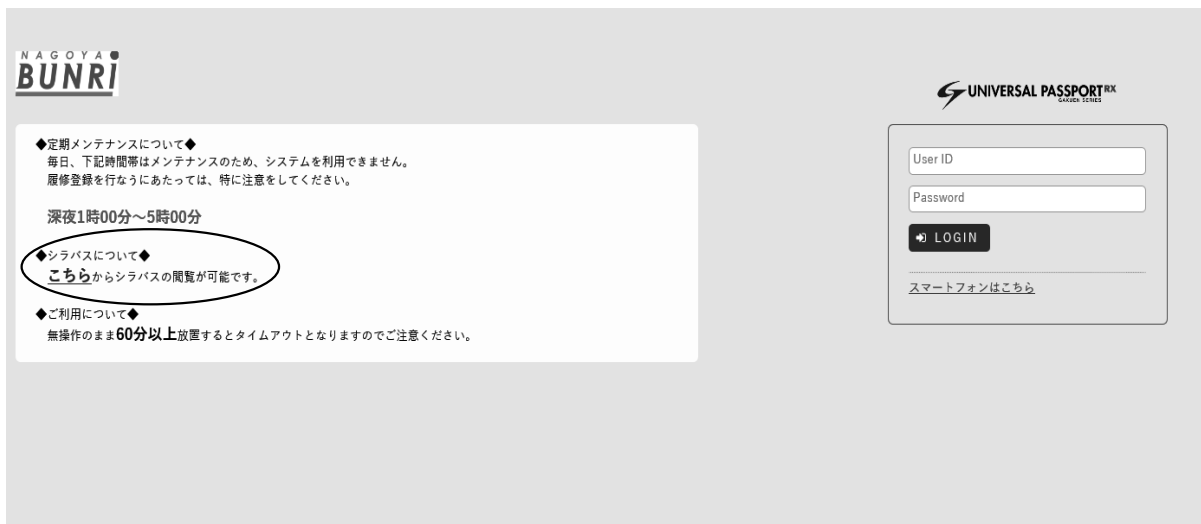 NAGOYA
BUNRI
UNIVERSAL PASSPORT RX
GAKUEN SERIES
◆定期メンテナンスについて◆
毎日、下記時間帯はメンテナンスのため、システムを利用できません。
履修登録を行なうにあたっては、特に注意をしてください。
深夜1時00分～5時00分
◆シラバスについて◆
こちらからシラバスの閲覧が可能です。
◆ご利用について◆
無操作のまま60分以上放置するとタイムアウトとなりますのでご注意ください。
User ID
Password
LOGIN
スマートフォンはこちら